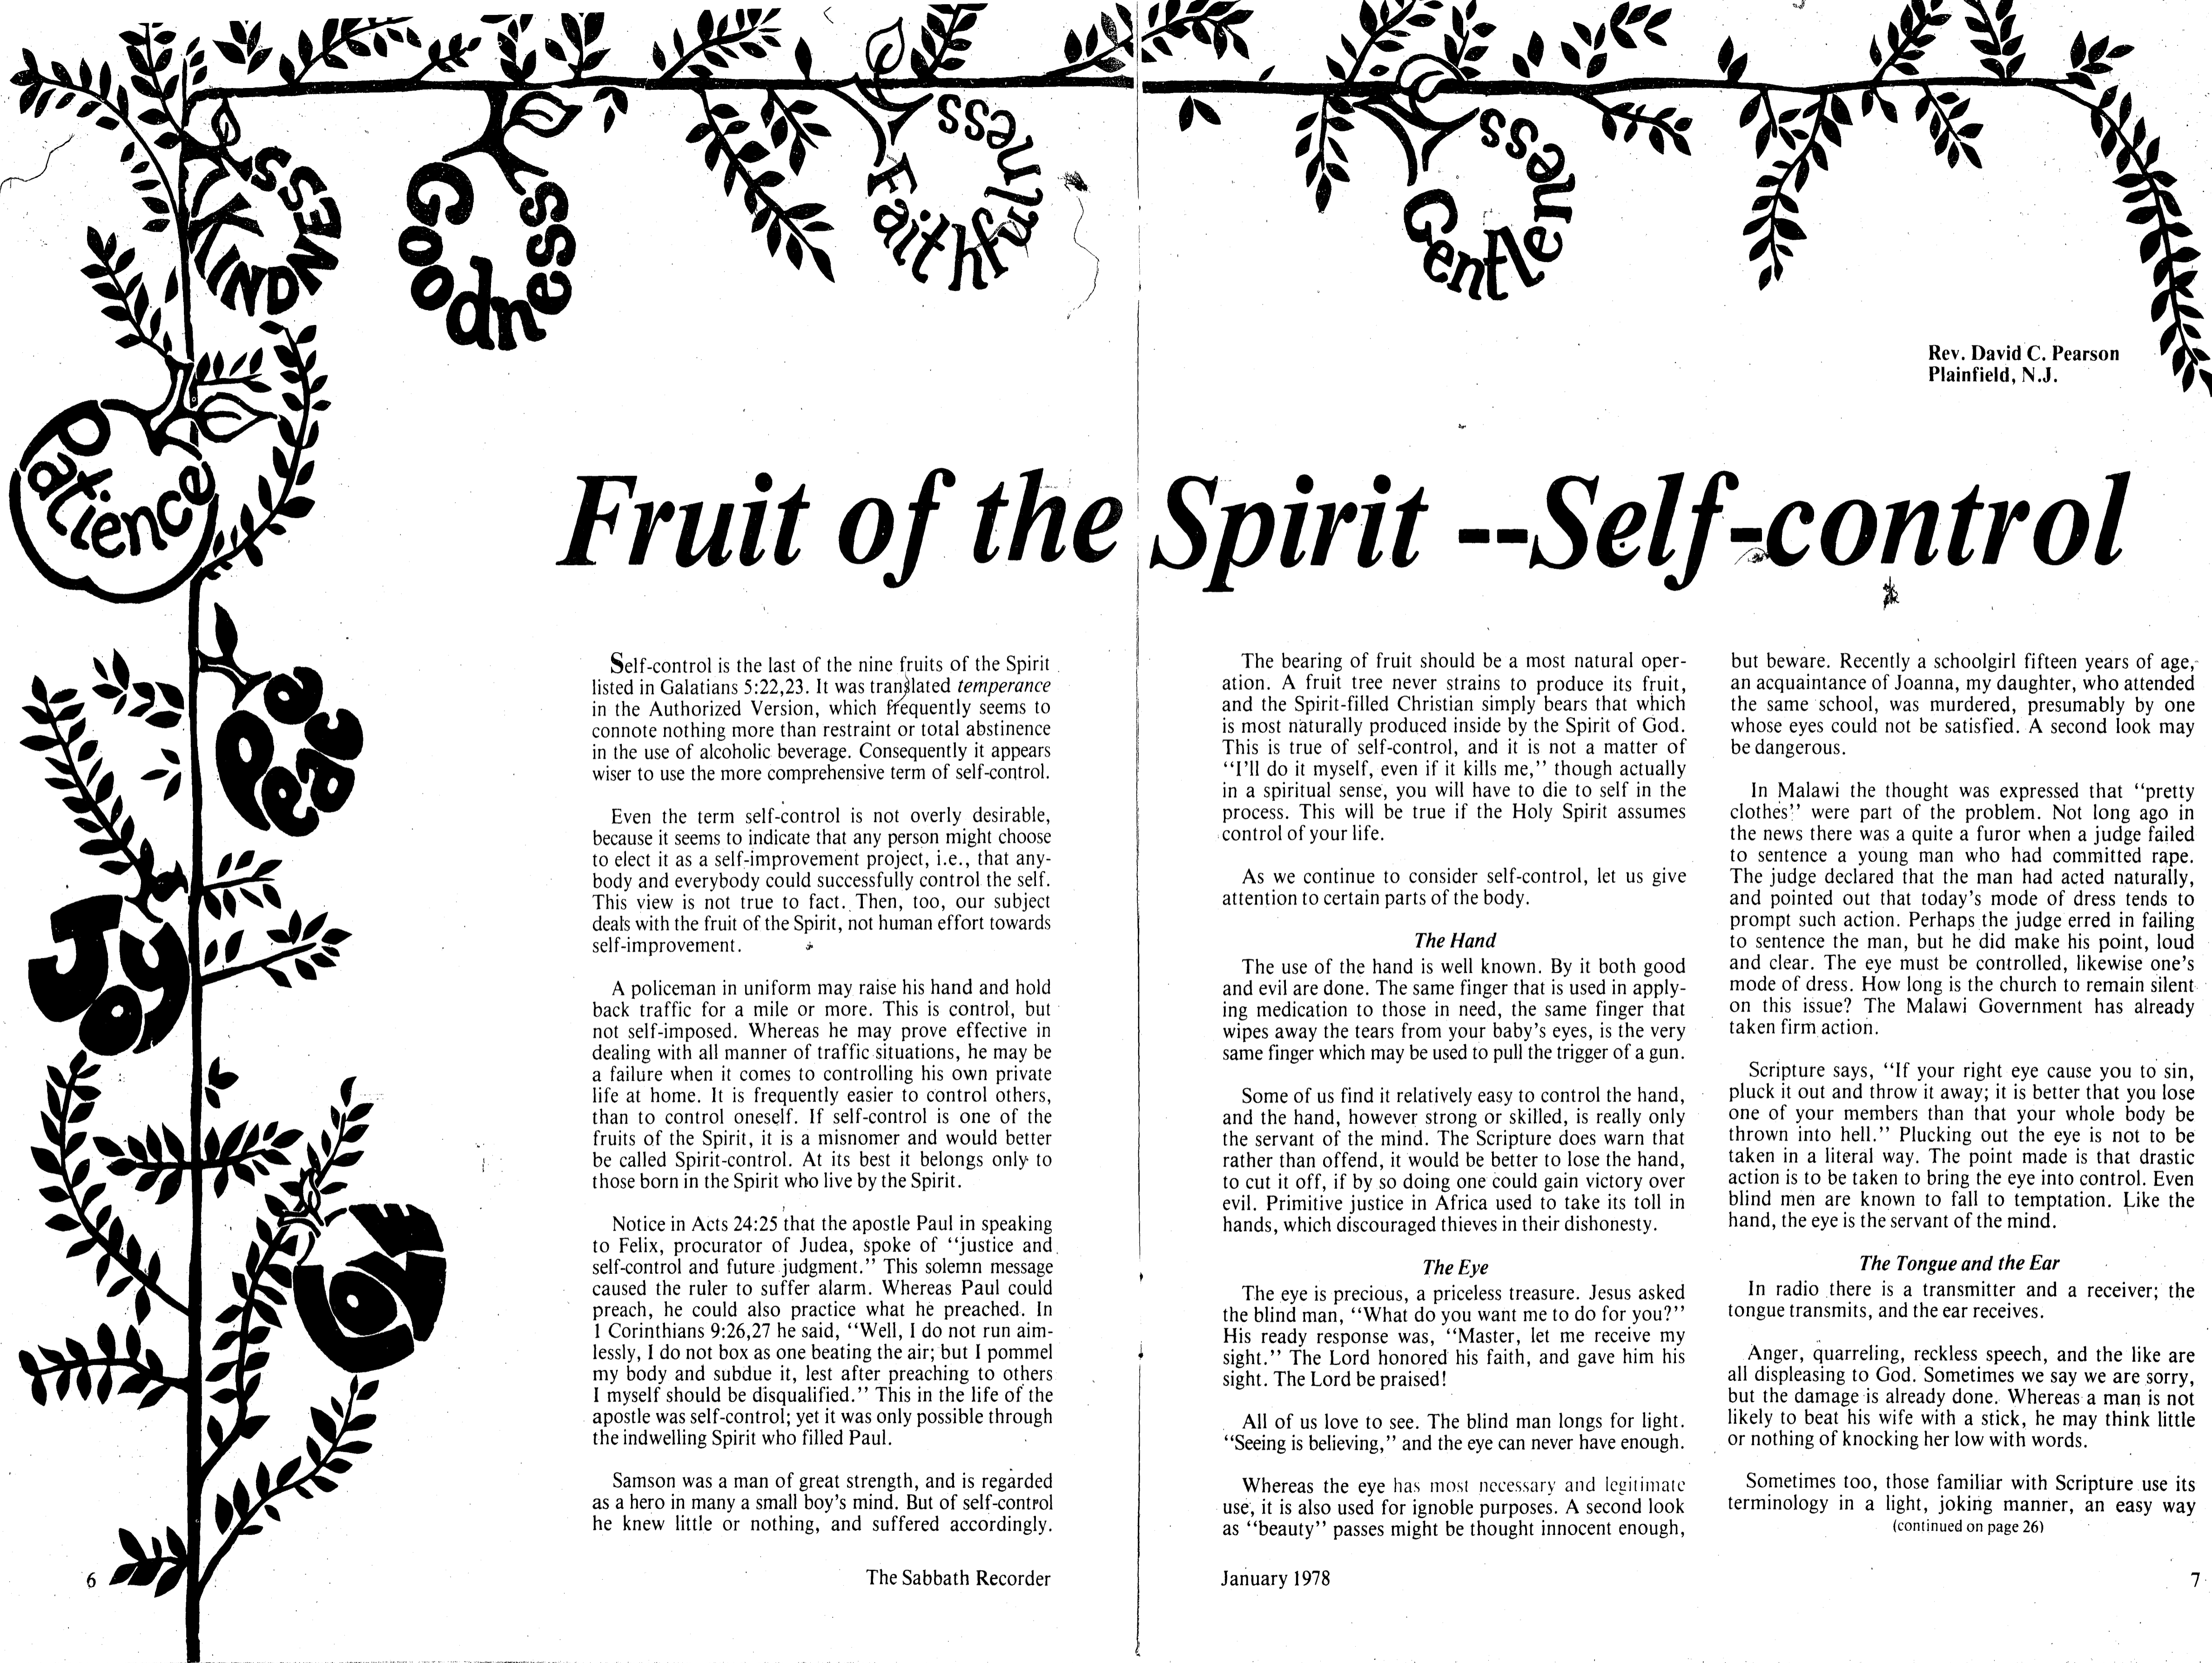 KINDNESS
Goodness
Faithfulness
Gentleness
Patience
Peace
Joy
LOVE
Rev. David C. Pearson
Plainfield, N.J.
Fruit of the Spirit --Self-control
Self-control is the last of the nine fruits of the Spirit
listed in Galatians 5:22,23. It was translated temperance
in the Authorized Version, which frequently seems to
connote nothing more than restraint or total abstinence
in the use of alcoholic beverage. Consequently it appears
wiser to use the more comprehensive term of self-control.
Even the term self-control is not overly desirable,
because it seems to indicate that any person might choose
to elect it as a self-improvement project, i.e., that any-
body and everybody could successfully control the self.
This view is not true to fact. Then, too, our subject
deals with the fruit of the Spirit, not human effort towards
self-improvement.
A policeman in uniform may raise his hand and hold
back traffic for a mile or more. This is control, but
not self-imposed. Whereas he may prove effective in
dealing with all manner of traffic situations, he may be
a failure when it comes to controlling his own private
life at home. It is frequently easier to control others,
than to control oneself. If self-control is one of the
fruits of the Spirit, it is a misnomer and would better
be called Spirit-control. At its best it belongs only to
those born in the Spirit who live by the Spirit.
Notice in Acts 24:25 that the apostle Paul in speaking
to Felix, procurator of Judea, spoke of "justice and
self-control and future judgment." This solemn message
caused the ruler to suffer alarm. Whereas Paul could
preach, he could also practice what he preached. In
1 Corinthians 9:26,27 he said, "Well, I do not run aim-
lessly, I do not box as one beating the air; but I pommel
my body and subdue it, lest after preaching to others
I myself should be disqualified." This in the life of the
apostle was self-control; yet it was only possible through
the indwelling Spirit who filled Paul.
Samson was a man of great strength, and is regarded
as a hero in many a small boy's mind. But of self-control
he knew little or nothing, and suffered accordingly.
6
The Sabbath Recorder
The bearing of fruit should be a most natural oper-
ation. A fruit tree never strains to produce its fruit,
and the Spirit-filled Christian simply bears that which
is most naturally produced inside by the Spirit of God.
This is true of self-control, and it is not a matter of
"I'll do it myself, even if it kills me," though actually
in a spiritual sense, you will have to die to self in the
process. This will be true if the Holy Spirit assumes
control of your life.
As we continue to consider self-control, let us give
attention to certain parts of the body.
The Hand
The use of the hand is well known. By it both good
and evil are done. The same finger that is used in apply-
ing medication to those in need, the same finger that
wipes away the tears from your baby's eyes, is the very
same finger which may be used to pull the trigger of a gun.
Some of us find it relatively easy to control the hand,
and the hand, however strong or skilled, is really only
the servant of the mind. The Scripture does warn that
rather than offend, it would be better to lose the hand,
to cut it off, if by so doing one could gain victory over
evil. Primitive justice in Africa used to take its toll in
hands, which discouraged thieves in their dishonesty.
The Eye
The eye is precious, a priceless treasure. Jesus asked
the blind man, "What do you want me to do for you?"
His ready response was, "Master, let me receive my
sight." The Lord honored his faith, and gave him his
sight. The Lord be praised!
All of us love to see. The blind man longs for light.
"Seeing is believing," and the eye can never have enough.
Whereas the eye has most necessary and legitimate
use, it is also used for ignoble purposes. A second look
as "beauty" passes might be thought innocent enough,
January 1978
but beware. Recently a schoolgirl fifteen years of age,
an acquaintance of Joanna, my daughter, who attended
the same school, was murdered, presumably by one
whose eyes could not be satisfied. A second look may
be dangerous.
In Malawi the thought was expressed that "pretty
clothes" were part of the problem. Not long ago in
the news there was a quite a furor when a judge failed
to sentence a young man who had committed rape.
The judge declared that the man had acted naturally,
and pointed out that today's mode of dress tends to
prompt such action. Perhaps the judge erred in failing
to sentence the man, but he did make his point, loud
and clear. The eye must be controlled, likewise one's
mode of dress. How long is the church to remain silent
on this issue? The Malawi Government has already
taken firm action.
Scripture says, "If your right eye cause you to sin,
pluck it out and throw it away; it is better that you lose
one of your members than that your whole body be
thrown into hell." Plucking out the eye is not to be
taken in a literal way. The point made is that drastic
action is to be taken to bring the eye into control. Even
blind men are known to fall to temptation. Like the
hand, the eye is the servant of the mind.
The Tongue and the Ear
In radio there is a transmitter and a receiver; the
tongue transmits, and the ear receives.
Anger, quarreling, reckless speech, and the like are
all displeasing to God. Sometimes we say we are sorry,
but the damage is already done. Whereas a man is not
likely to beat his wife with a stick, he may think little
or nothing of knocking her low with words.
Sometimes too, those familiar with Scripture use its
terminology in a light, joking manner, an easy way
(continued on page 26)
7